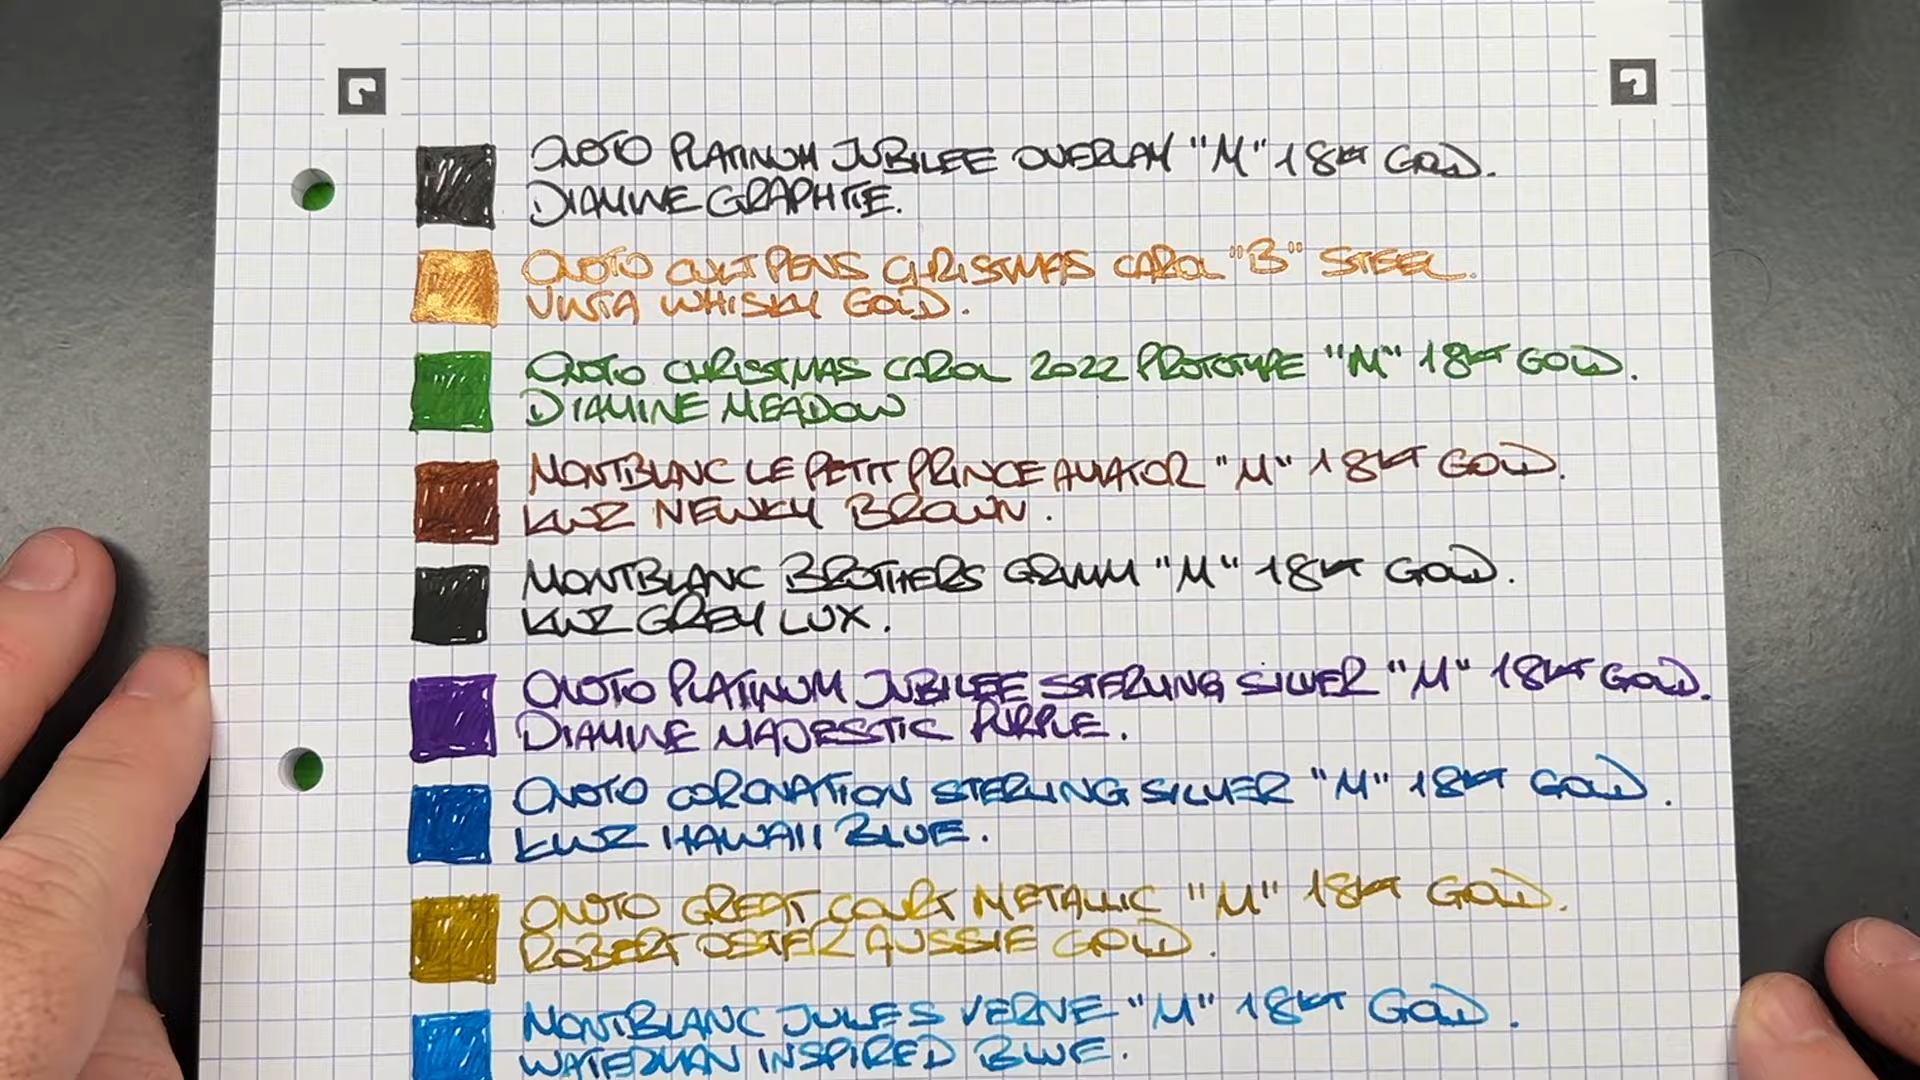 ONOTO PLATINUM JUBILEE OVERLAY "M" 18KT GOLD.
DIAMINE GRAPHITE.
ONOTO CULT PENS CHRISTMAS CAROL "B" STEEL.
VINTA WHISKY GOLD.
ONOTO CHRISTMAS CAROL 2022 PROTOTYPE "M" 18KT GOLD.
DIAMINE MEADOW
MONTBLANC LE PETIT PRINCE AVIATOR "M" 18KT GOLD.
KWZ NEWKY BROWN.
MONTBLANC BROTHERS GRIMM "M" 18KT GOLD.
KWZ GREY LUX.
ONOTO PLATINUM JUBILEE STERLING SILVER "M" 18KT GOLD.
DIAMINE MAJESTIC PURPLE.
ONOTO CORONATION STERLING SILVER "M" 18KT GOLD.
KWZ HAWAII BLUE.
ONOTO GREAT COURT METALLIC "M" 18KT GOLD.
ROBERT OSTER AUSSIE GOLD.
MONTBLANC JULES VERNE "M" 18KT GOLD.
WATERMAN INSPIRED BLUE.